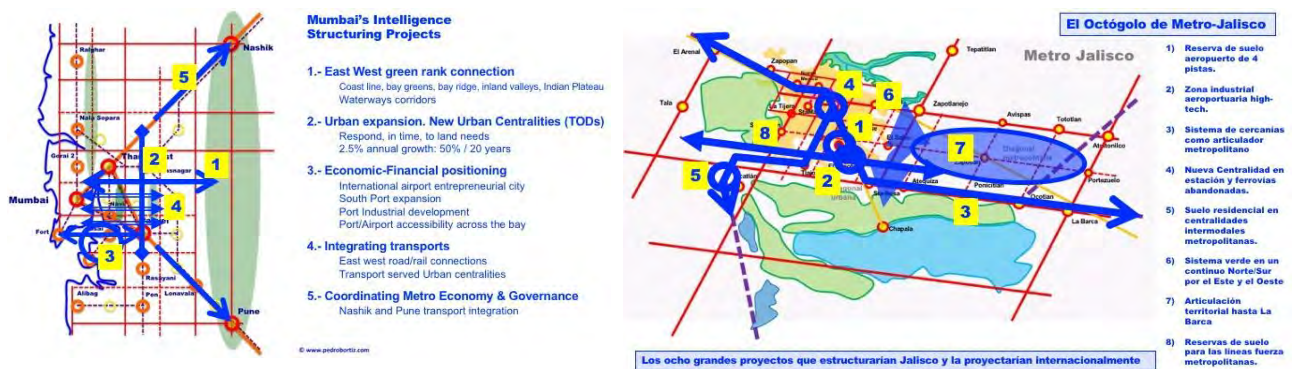 Mumbai's Intelligence
Structuring Projects
1.- East West green rank connection
Coast line, bay greens, bay ridge, inland valleys, Indian Plateau
Waterways corridors
2.- Urban expansion. New Urban Centralities (TODs)
Respond, in time, to land needs
2.5% annual growth: 50% / 20 years
3.- Economic-Financial positioning
International airport entrepreneurial city
South Port expansion
Port Industrial development
Port/Airport accessibility across the bay
4.- Integrating transports
East west road/rail connections
Transport served Urban centralities
5.- Coordinating Metro Economy & Governance
Nashik and Pune transport integration
© www.pedrobortiz.com
Nashik
5
Nala Sopara
Gorai 2
2
1
Mumbai
4
Fort
3
Rasayani
Alibag
Pen
Lonavala
Pune
El Octógolo de Metro-Jalisco
Metro Jalisco
El Arenal
Zapopan
Tepatitlan
Tala
La Tijera
4
6
Zapotlanejo
Avispas
Tototlan
8
1
7
Atotonilco
5
2
Atequiza
Poncitlan
Ocotlan
Portezuelo
3
La Barca
Chapala
1) Reserva de suelo
aeropuerto de 4
pistas.
2) Zona industrial
aeroportuaria high-
tech.
3) Sistema de cercanías
como articulador
metropolitano
4) Nueva Centralidad en
estación y ferrovías
abandonadas.
5) Suelo residencial en
centralidades
intermodales
metropolitanas.
6) Sistema verde en un
continuo Norte/Sur
por el Este y el Oeste
7) Articulación
territorial hasta La
Barca
8) Reservas de suelo
para las líneas fuerza
metropolitanas.
Los ocho grandes proyectos que estructurarían Jalisco y la proyectarían internacionalmente